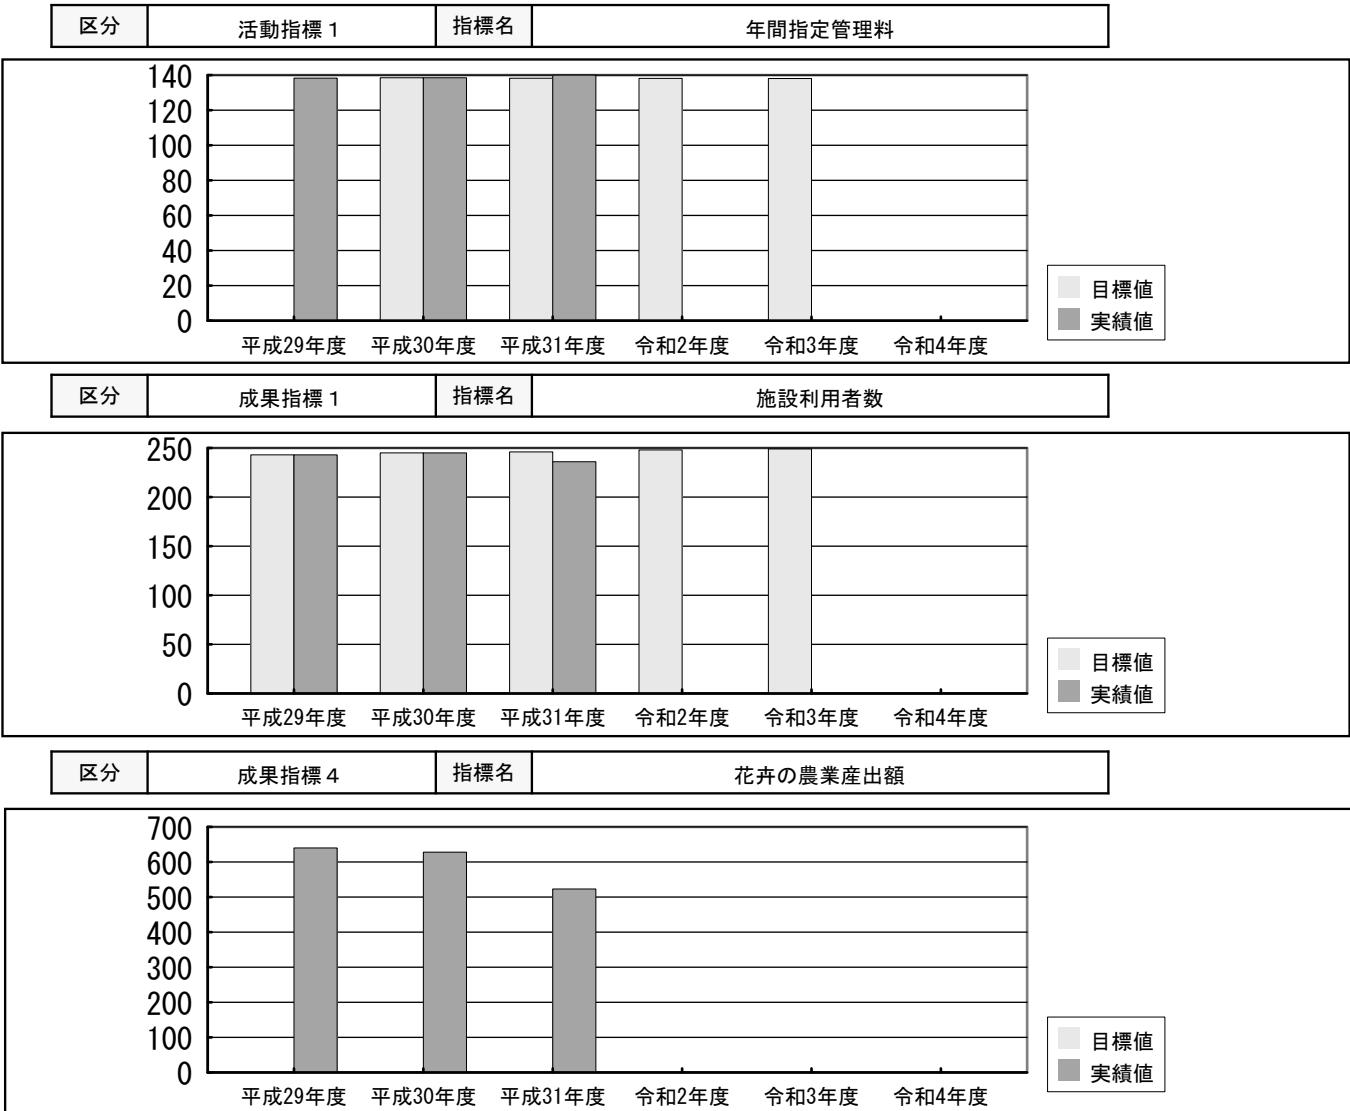 区分 活動指標１ 指標名 年間指定管理料
140
120
100
80
60
40
20
0
平成29年度 平成30年度 平成31年度 令和2年度 令和3年度 令和4年度
目標値
実績値
区分 成果指標１ 指標名 施設利用者数
250
200
150
100
50
0
平成29年度 平成30年度 平成31年度 令和2年度 令和3年度 令和4年度
目標値
実績値
区分 成果指標４ 指標名 花卉の農業産出額
700
600
500
400
300
200
100
0
平成29年度 平成30年度 平成31年度 令和2年度 令和3年度 令和4年度
目標値
実績値